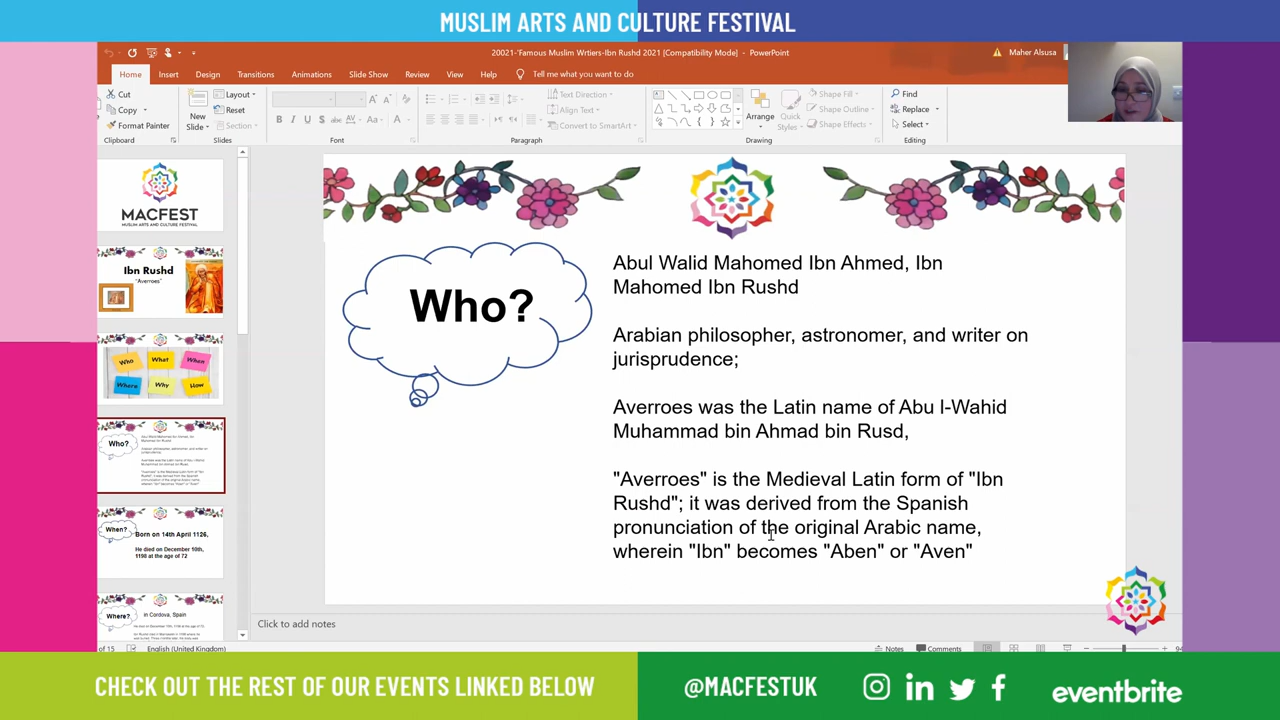 MUSLIM ARTS AND CULTURE FESTIVAL
20021-'Famous Muslim Wrtiers-Ibn Rushd 2021 [Compatibility Mode] - PowerPoint
Maher Alsusa
Home Insert Design Transitions Animations Slide Show Review View Help Tell me what you want to do
Cut
Copy
Format Painter
Clipboard
New
Slide
Layout
Reset
Section
Slides
Font
Text Direction
Align Text
Convert to SmartArt
Paragraph
Arrange
Quick
Styles
Shape Fill
Shape Outline
Shape Effects
Drawing
Find
Replace
Select
Editing
MACFEST
MUSLIM ARTS AND CULTURE FESTIVAL
Ibn Rushd
"Averroes"
Who What When
Where Why How
Who?
When?
Born on 14th April 1126,
He died on December 10th,
1198 at the age of 72
Where?
in Cordova, Spain
Who?
Abul Walid Mahomed Ibn Ahmed, Ibn
Mahomed Ibn Rushd
Arabian philosopher, astronomer, and writer on
jurisprudence;
Averroes was the Latin name of Abu l-Wahid
Muhammad bin Ahmad bin Rusd,
"Averroes" is the Medieval Latin form of "Ibn
Rushd"; it was derived from the Spanish
pronunciation of the original Arabic name,
wherein "Ibn" becomes "Aben" or "Aven"
Click to add notes
of 15 English (United Kingdom)
Notes Comments
CHECK OUT THE REST OF OUR EVENTS LINKED BELOW
@MACFESTUK
eventbrite